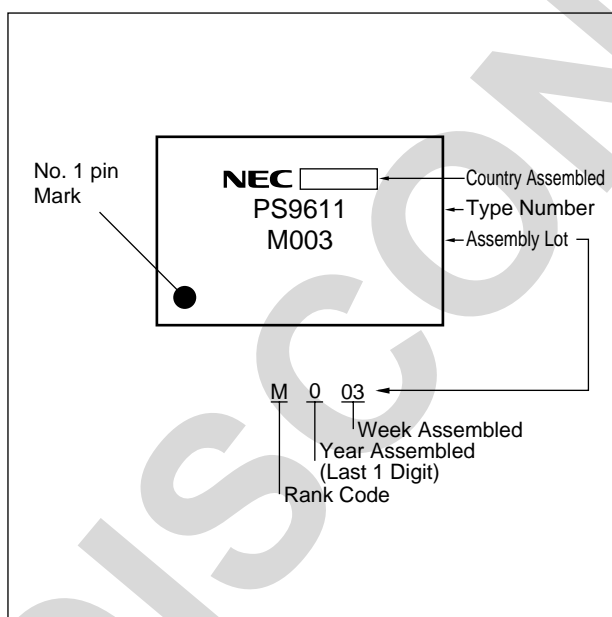 No. 1 pin
Mark
NEC
PS9611
M003
Country Assembled
Type Number
Assembly Lot
M 0 03
Week Assembled
Year Assembled
(Last 1 Digit)
Rank Code
DISCON